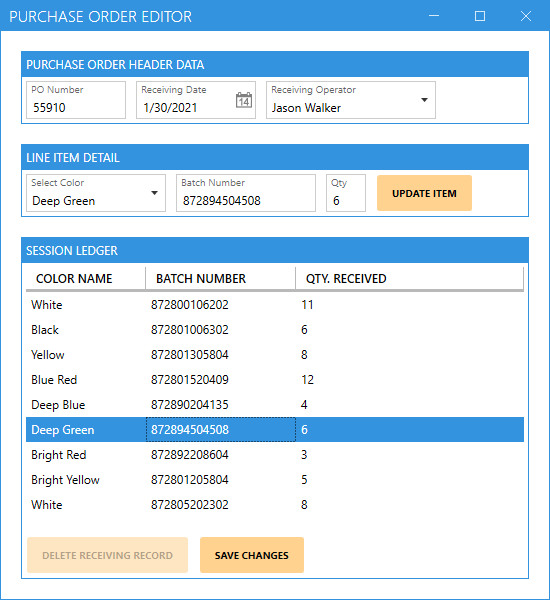 PURCHASE ORDER EDITOR
PURCHASE ORDER HEADER DATA
PO Number Receiving Date Receiving Operator
55910 1/30/2021 14 Jason Walker
LINE ITEM DETAIL
Select Color Batch Number Qty
Deep Green 872894504508 6 UPDATE ITEM
SESSION LEDGER
COLOR NAME BATCH NUMBER QTY. RECEIVED
White 872800106202 11
Black 872801006302 6
Yellow 872801305804 8
Blue Red 872801520409 12
Deep Blue 872890204135 4
Deep Green 872894504508 6
Bright Red 872892208604 3
Bright Yellow 872801205804 5
White 872805202302 8
DELETE RECEIVING RECORD SAVE CHANGES